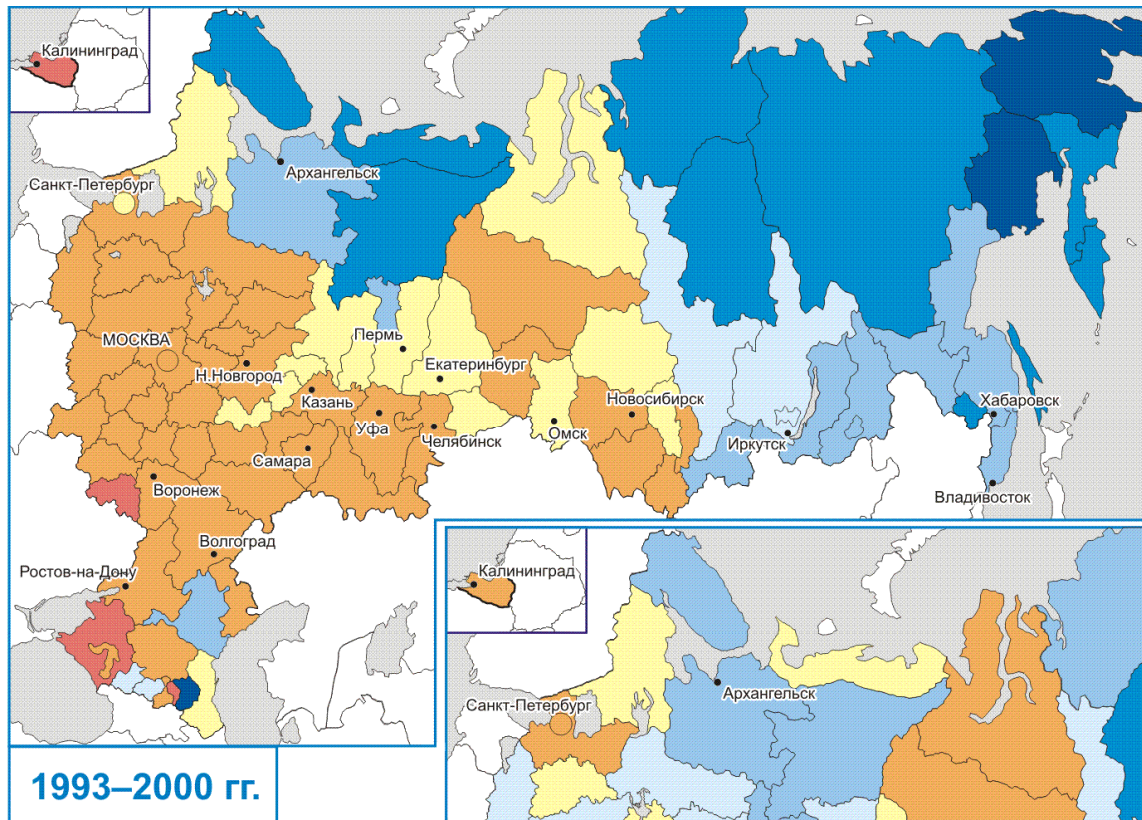 Калининград
Архангельск
Санкт-Петербург
Пермь
МОСКВА
Екатеринбург
Н.Новгород
Казань
Новосибирск
Уфа
Омск
Хабаровск
Челябинск
Иркутск
Самара
Воронеж
Владивосток
Волгоград
Ростов-на-Дону
Калининград
Архангельск
Санкт-Петербург
1993–2000 гг.